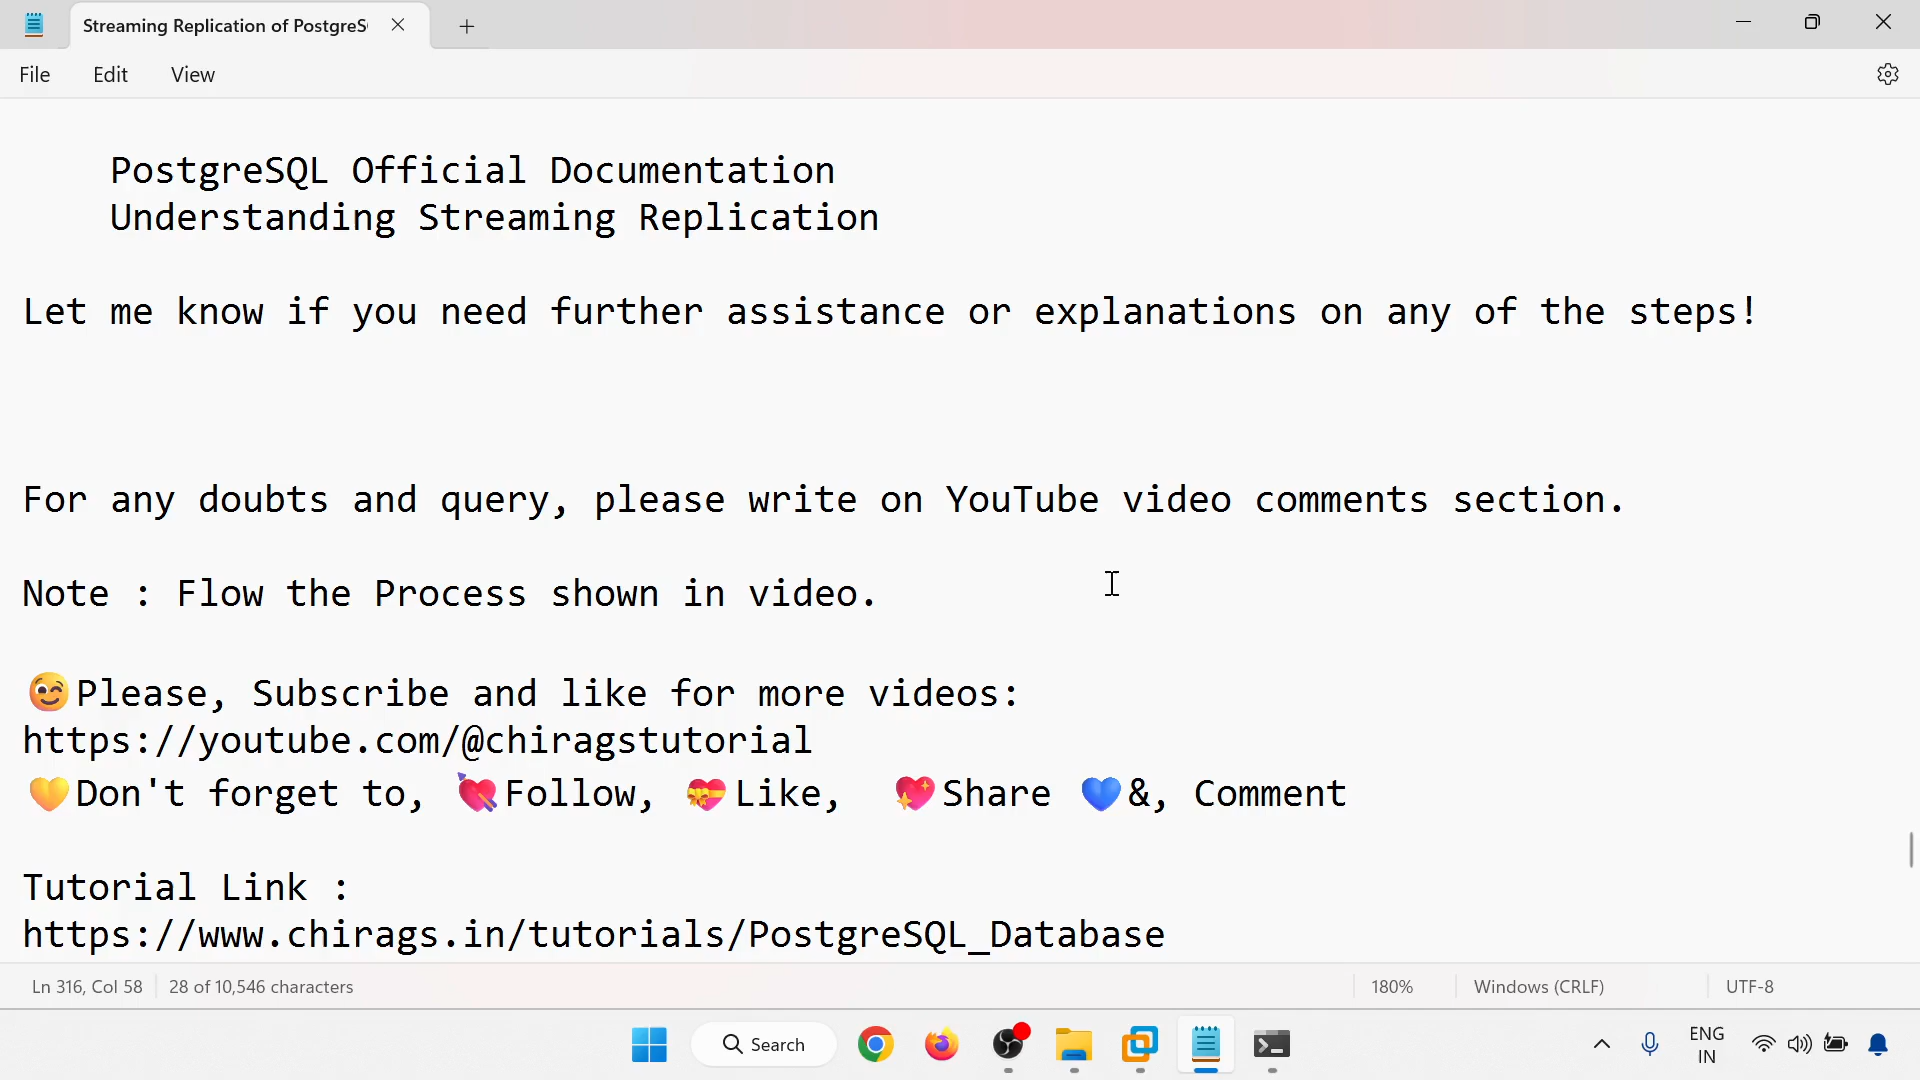 Streaming Replication of PostgreS
File Edit View
PostgreSQL Official Documentation
Understanding Streaming Replication
Let me know if you need further assistance or explanations on any of the steps!
For any doubts and query, please write on YouTube video comments section.
Note : Flow the Process shown in video.
😉Please, Subscribe and like for more videos:
https://youtube.com/@chiragstutorial
💛Don't forget to, 💘Follow, 💝Like, 💖Share 💙&, Comment
Tutorial Link :
https://www.chirags.in/tutorials/PostgreSQL_Database
Ln 316, Col 58 28 of 10,546 characters 180% Windows (CRLF) UTF-8
Search
ENG
IN